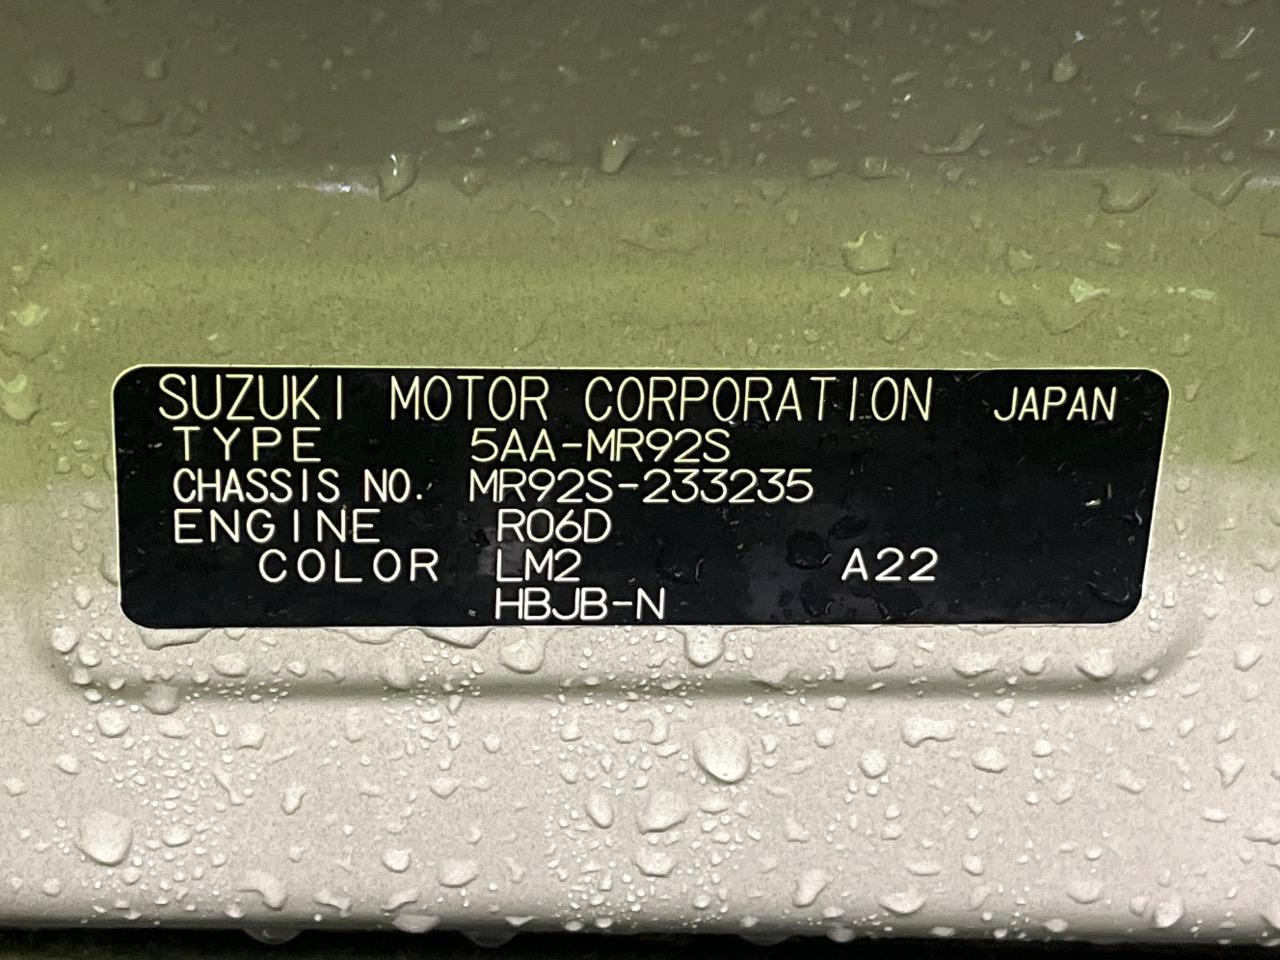 SUZUKI MOTOR CORPORATION JAPAN
TYPE 5AA-MR92S
CHASSIS NO. MR92S-233235
ENGINE R06D
COLOR LM2 A22
HBJB-N